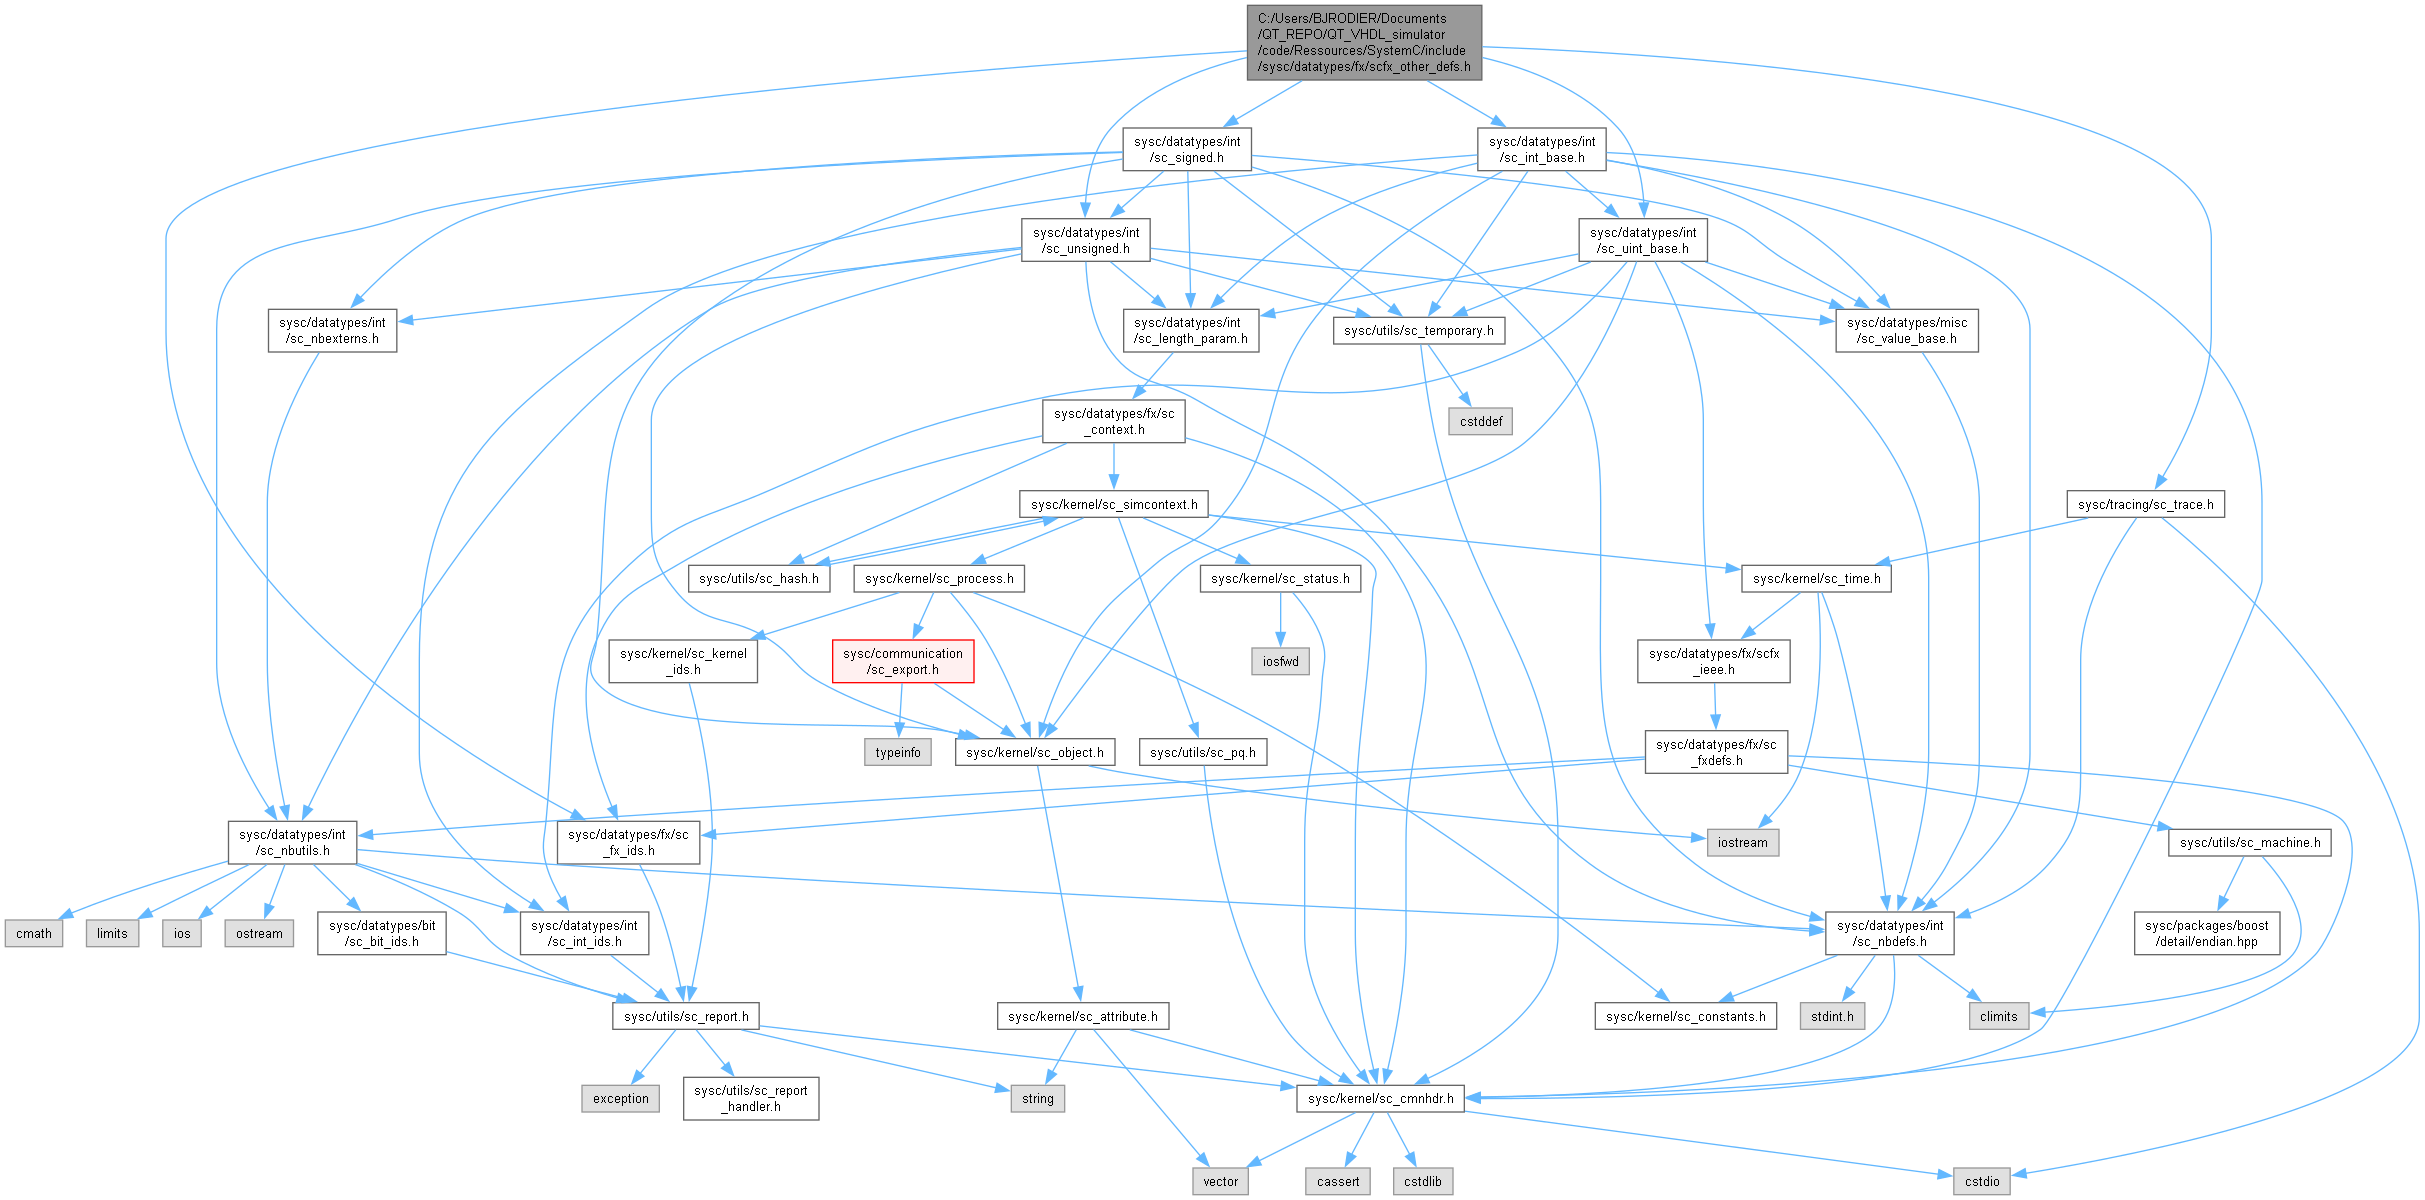 C:/Users/BJRODIER/Documents
/QT_REPO/QT_VHDL_simulator
/code/Ressources/SystemC/include
/sysc/datatypes/fx/scfx_other_defs.h
sysc/datatypes/int
/sc_signed.h
sysc/datatypes/int
/sc_int_base.h
sysc/datatypes/int
/sc_unsigned.h
sysc/datatypes/int
/sc_uint_base.h
sysc/datatypes/int
/sc_nbexterns.h
sysc/datatypes/int
/sc_length_param.h
sysc/utils/sc_temporary.h
sysc/datatypes/misc
/sc_value_base.h
sysc/datatypes/fx/sc
_context.h
cstddef
sysc/kernel/sc_simcontext.h
sysc/tracing/sc_trace.h
sysc/utils/sc_hash.h
sysc/kernel/sc_process.h
sysc/kernel/sc_status.h
sysc/kernel/sc_time.h
sysc/kernel/sc_kernel
_ids.h
sysc/communication
/sc_export.h
iosfwd
sysc/datatypes/fx/scfx
_ieee.h
typeinfo
sysc/kernel/sc_object.h
sysc/utils/sc_pq.h
sysc/datatypes/fx/sc
_fxdefs.h
sysc/datatypes/int
/sc_nbutils.h
sysc/datatypes/fx/sc
_fx_ids.h
iostream
sysc/utils/sc_machine.h
cmath
limits
ios
ostream
sysc/datatypes/bit
/sc_bit_ids.h
sysc/datatypes/int
/sc_int_ids.h
sysc/datatypes/int
/sc_nbdefs.h
sysc/packages/boost
/detail/endian.hpp
sysc/utils/sc_report.h
sysc/kernel/sc_attribute.h
sysc/kernel/sc_constants.h
stdint.h
climits
exception
sysc/utils/sc_report
_handler.h
string
sysc/kernel/sc_cmnhdr.h
vector
cassert
cstdlib
cstdio